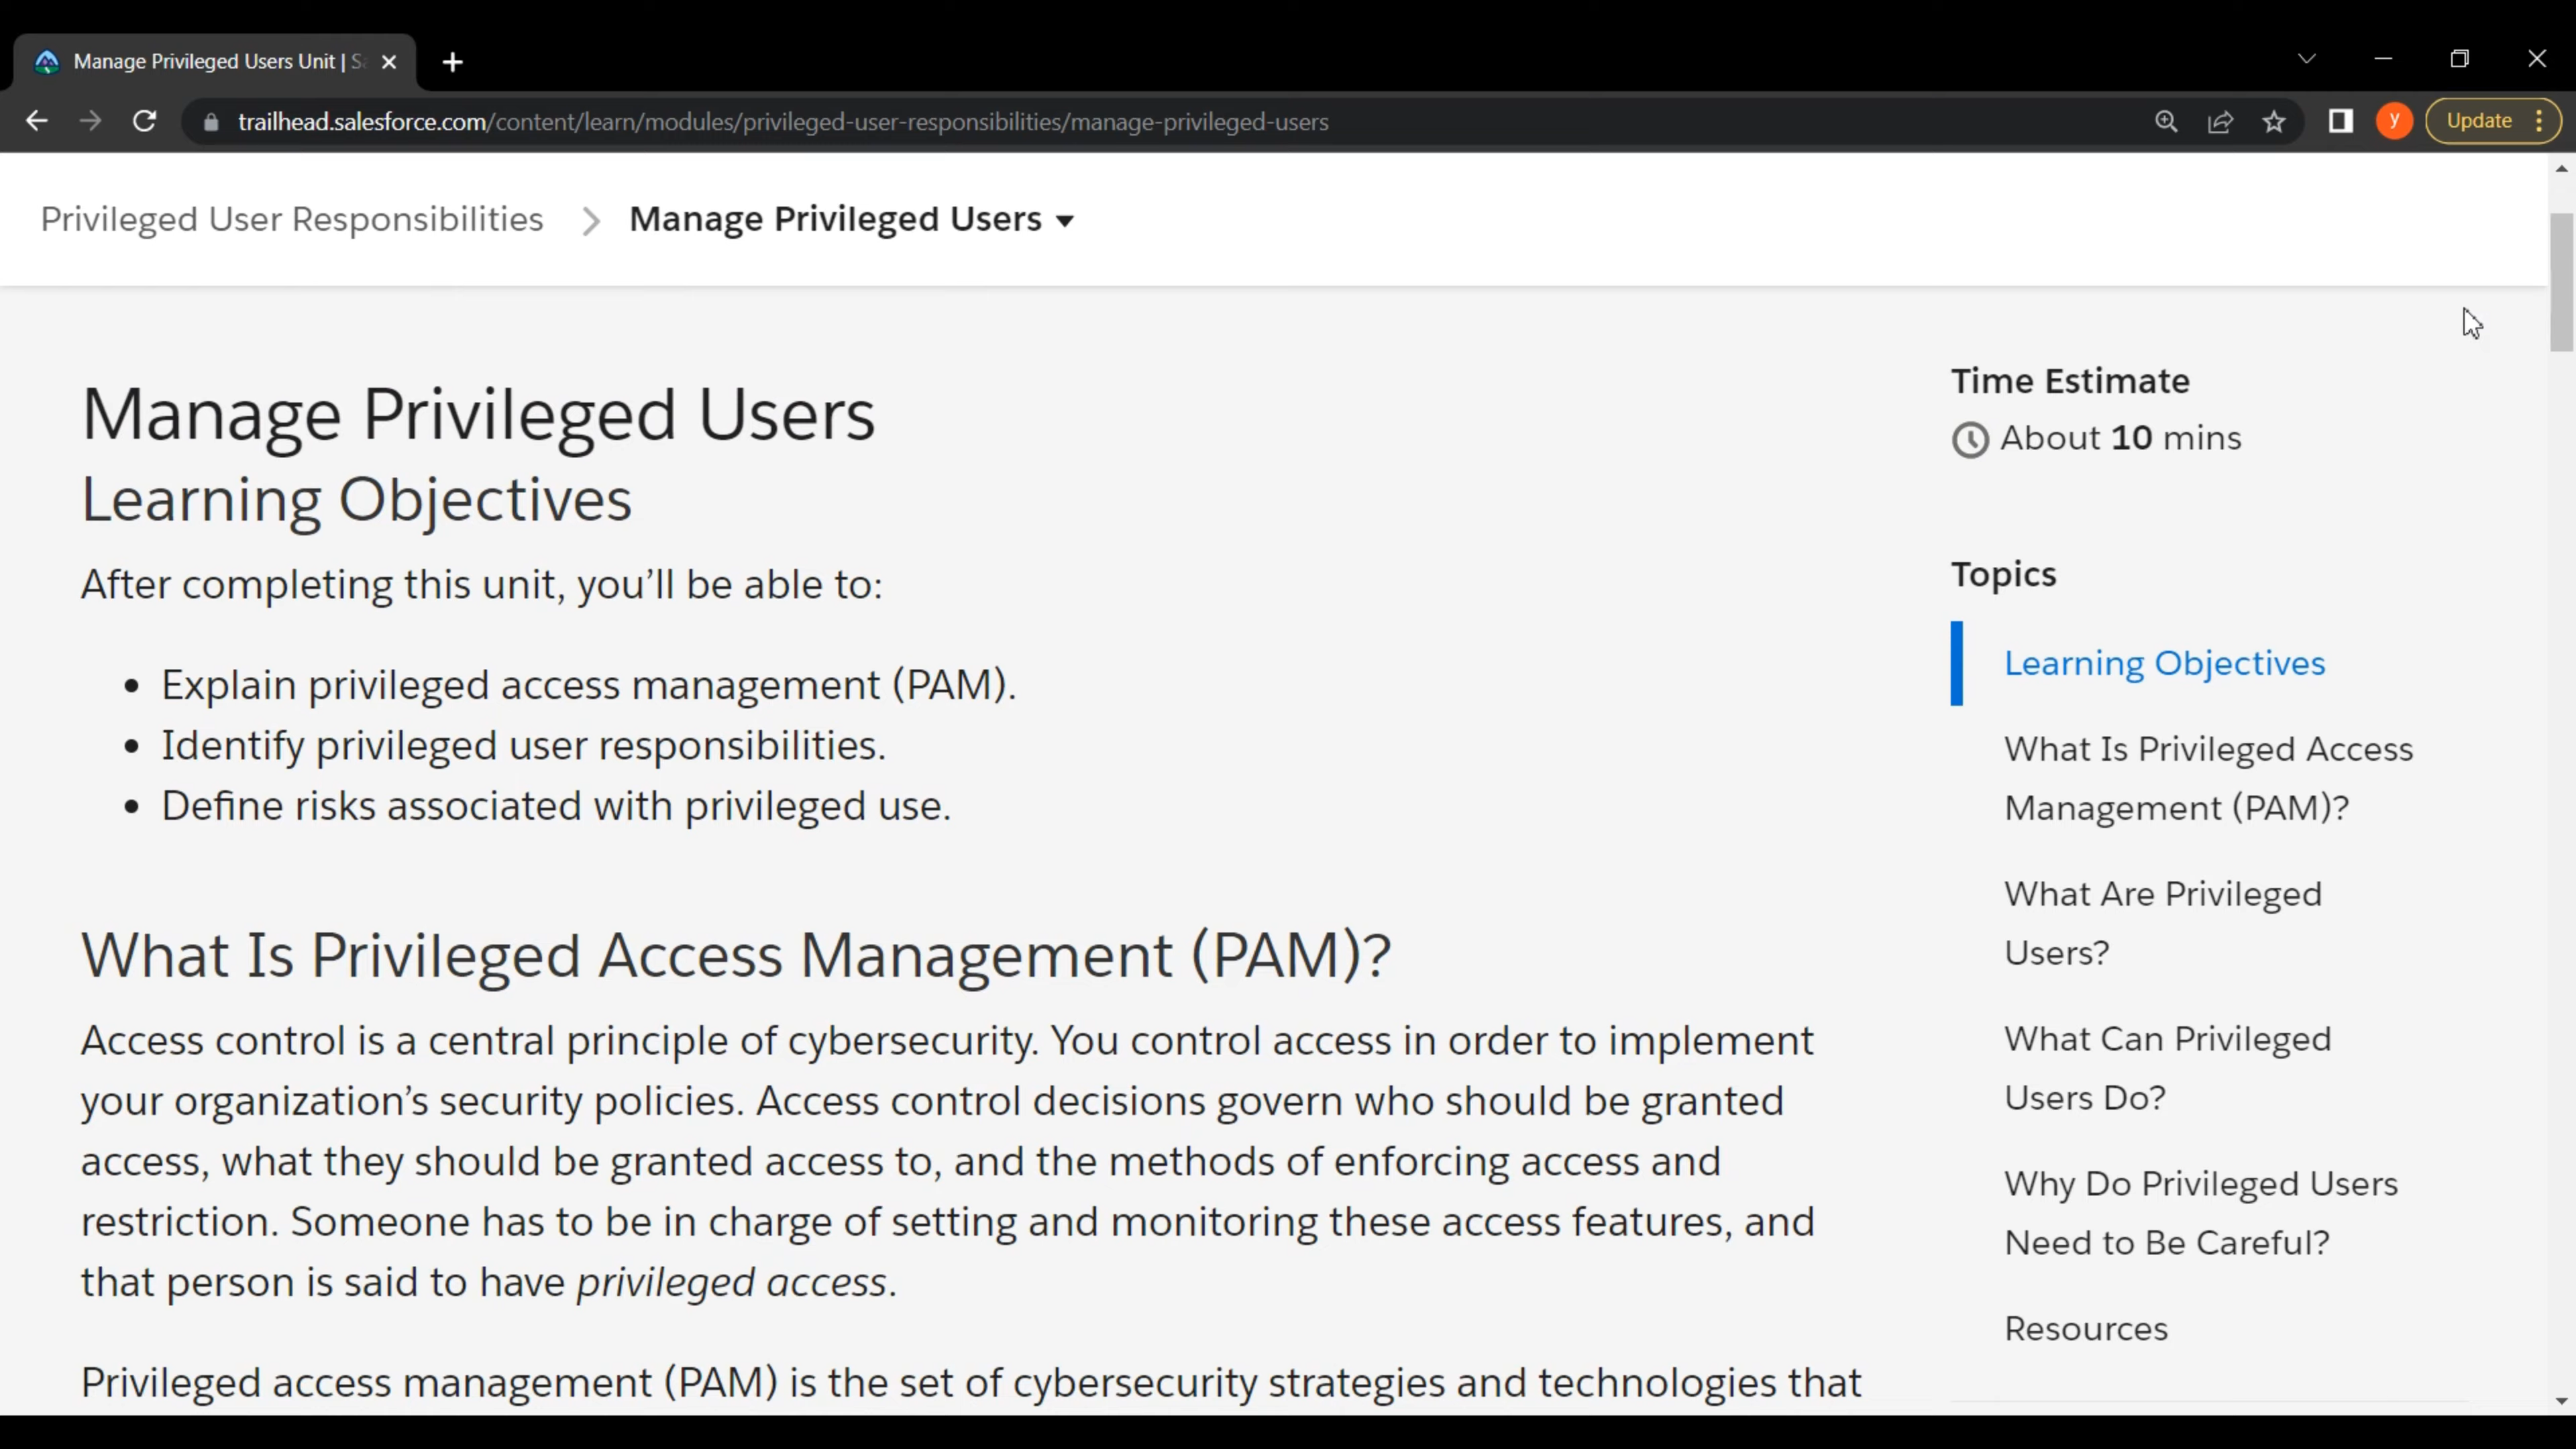 Manage Privileged Users Unit | S
trailhead.salesforce.com/content/learn/modules/privileged-user-responsibilities/manage-privileged-users
y
Update
Privileged User Responsibilities
Manage Privileged Users
Manage Privileged Users
Learning Objectives
After completing this unit, you’ll be able to:
• Explain privileged access management (PAM).
• Identify privileged user responsibilities.
• Define risks associated with privileged use.
What Is Privileged Access Management (PAM)?
Access control is a central principle of cybersecurity. You control access in order to implement
your organization’s security policies. Access control decisions govern who should be granted
access, what they should be granted access to, and the methods of enforcing access and
restriction. Someone has to be in charge of setting and monitoring these access features, and
that person is said to have privileged access.
Privileged access management (PAM) is the set of cybersecurity strategies and technologies that
Time Estimate
About 10 mins
Topics
Learning Objectives
What Is Privileged Access
Management (PAM)?
What Are Privileged
Users?
What Can Privileged
Users Do?
Why Do Privileged Users
Need to Be Careful?
Resources